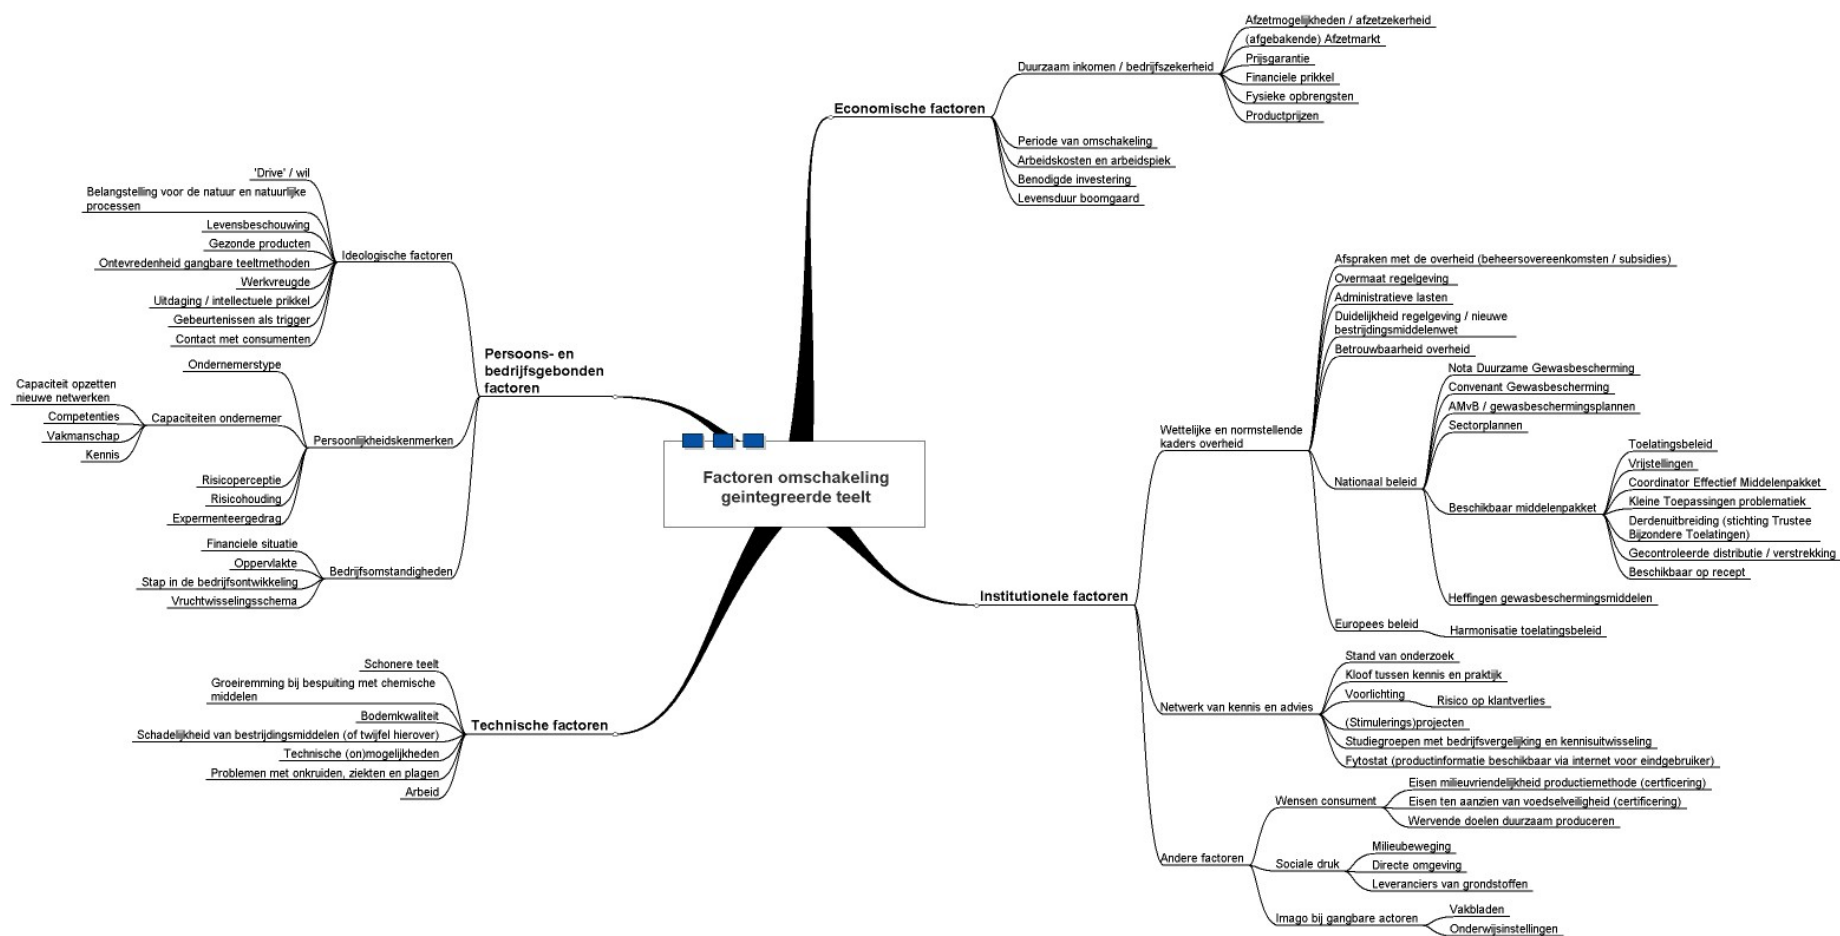 Factoren omschakeling
geintegreerde teelt
Economische factoren
Duurzaam inkomen / bedrijfszekerheid
Afzetmogelijkheden / afzetzekerheid
(afgebakende) Afzetmarkt
Prijsgarantie
Financiele prikkel
Fysieke opbrengsten
Productprijzen
Periode van omschakeling
Arbeidskosten en arbeidspiek
Benodigde investering
Levensduur boomgaard
Institutionele factoren
Wettelijke en normstellende
kaders overheid
Afspraken met de overheid (beheersovereenkomsten / subsidies)
Overmaat regelgeving
Administratieve lasten
Duidelijkheid regelgeving / nieuwe
bestrijdingsmiddelenwet
Betrouwbaarheid overheid
Nationaal beleid
Nota Duurzame Gewasbescherming
Convenant Gewasbescherming
AMvB / gewasbeschermingsplannen
Sectorplannen
Beschikbaar middelenpakket
Toelatingsbeleid
Vrijstellingen
Coordinator Effectief Middelenpakket
Kleine Toepassingen problematiek
Derdenuitbreiding (stichting Trustee
Bijzondere Toelatingen)
Gecontroleerde distributie / verstrekking
Beschikbaar op recept
Heffingen gewasbeschermingsmiddelen
Europees beleid
Harmonisatie toelatingsbeleid
Netwerk van kennis en advies
Stand van onderzoek
Kloof tussen kennis en praktijk
Voorlichting
Risico op klantverlies
(Stimulerings)projecten
Studiegroepen met bedrijfsvergelijking en kennisuitwisseling
Fytostat (productinformatie beschikbaar via internet voor eindgebruiker)
Andere factoren
Wensen consument
Eisen milieuvriendelijkheid productiemethode (certficering)
Eisen ten aanzien van voedselveiligheid (certificering)
Wervende doelen duurzaam produceren
Sociale druk
Milieubeweging
Directe omgeving
Leveranciers van grondstoffen
Imago bij gangbare actoren
Vakbladen
Onderwijsinstellingen
Persoons- en
bedrijfsgebonden
factoren
Ideologische factoren
'Drive' / wil
Belangstelling voor de natuur en natuurlijke
processen
Levensbeschouwing
Gezonde producten
Ontevredenheid gangbare teeltmethoden
Werkvreugde
Uitdaging / intellectuele prikkel
Gebeurtenissen als trigger
Contact met consumenten
Persoonlijkheidskenmerken
Ondernemerstype
Capaciteiten ondernemer
Capaciteit opzetten
nieuwe netwerken
Competenties
Vakmanschap
Kennis
Risicoperceptie
Risicohouding
Expermenteergedrag
Bedrijfsomstandigheden
Financiele situatie
Oppervlakte
Stap in de bedrijfsontwikkeling
Vruchtwisselingsschema
Technische factoren
Schonere teelt
Groeiremming bij bespuiting met chemische
middelen
Bodemkwaliteit
Schadelijkheid van bestrijdingsmiddelen (of twijfel hierover)
Technische (on)mogelijkheden
Problemen met onkruiden, ziekten en plagen
Arbeid